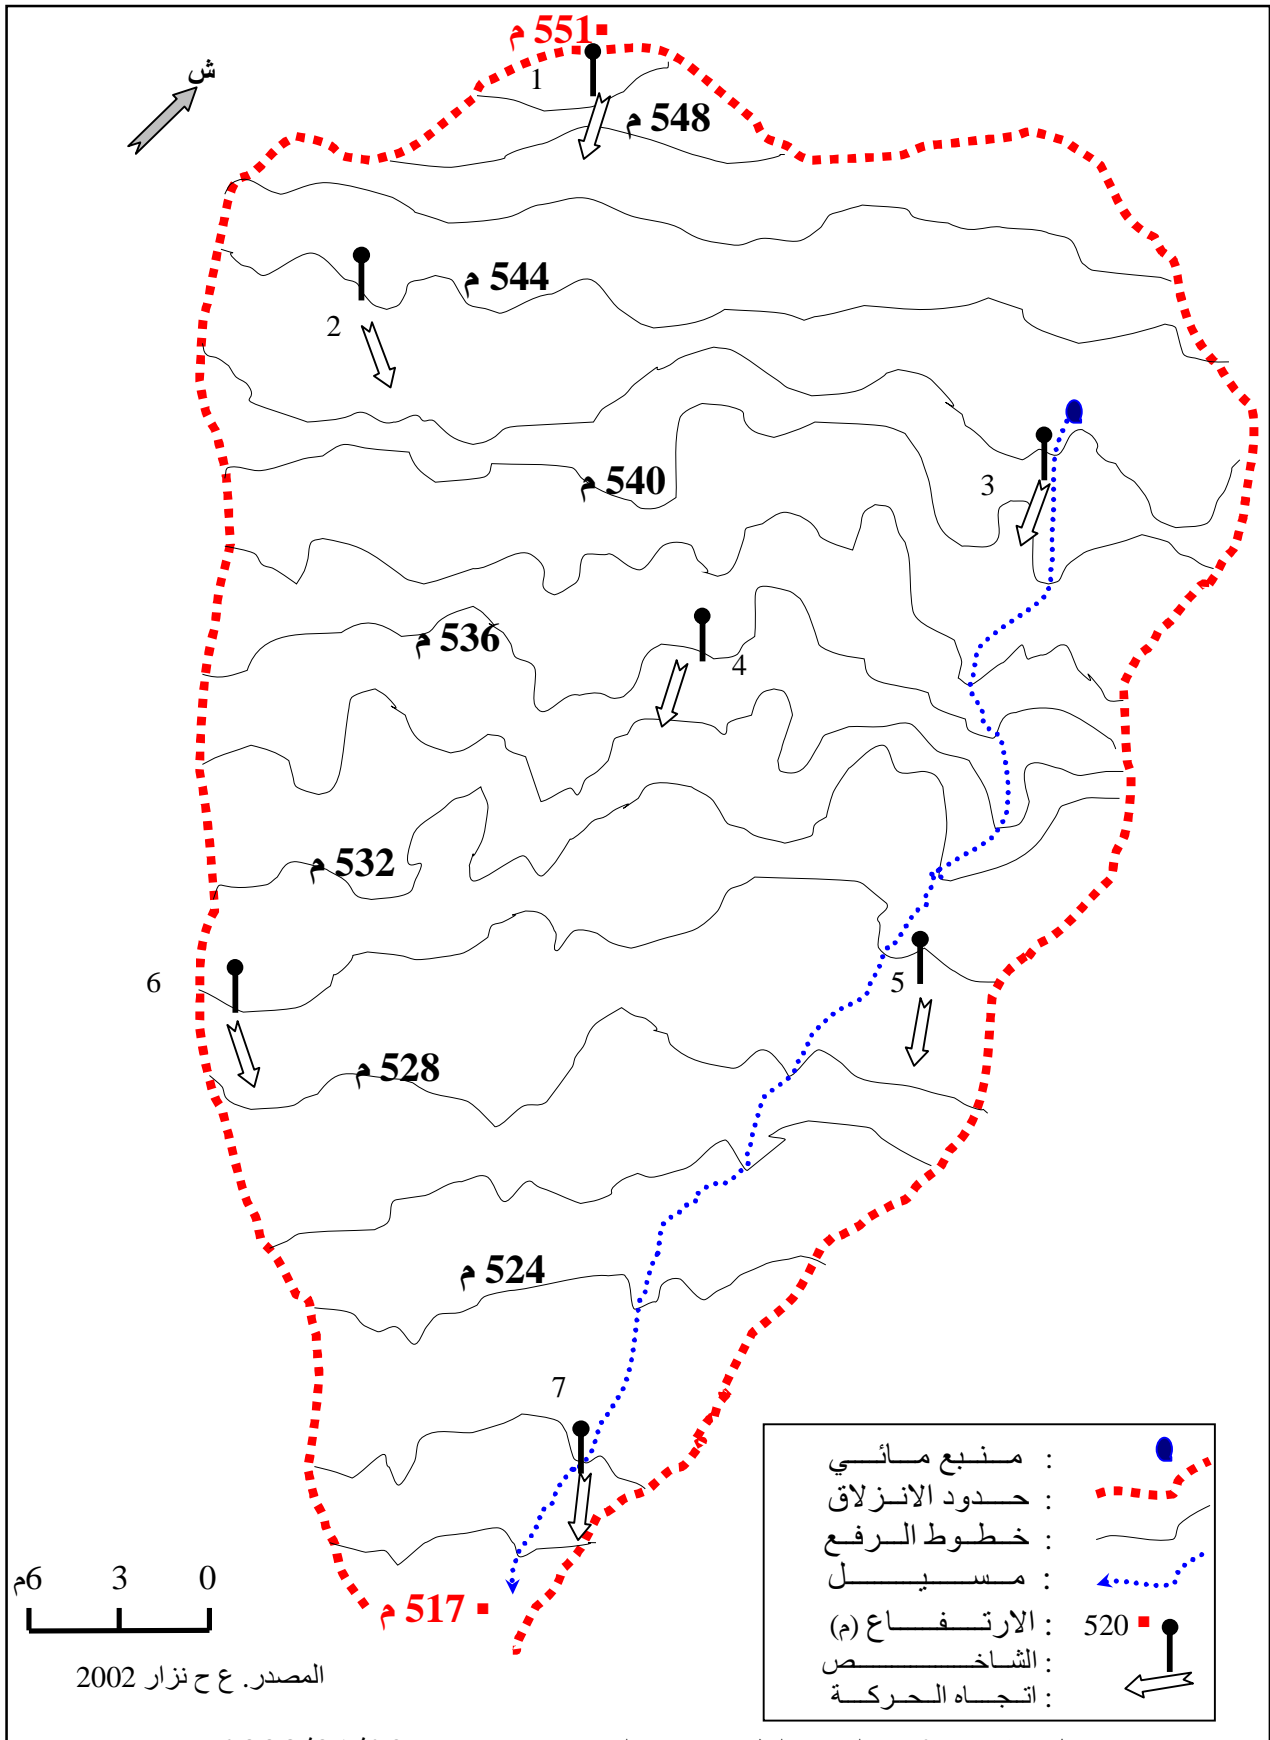 551 م
ش
1
548 م
544 م
2
540 م
3
536 م
4
532 م
6
5
528 م
524 م
7
517 م
منبع مائي :
حدود الانزلاق :
خطوط الرفع :
مسيل :
520 الارتفاع (م) :
الشاخص :
اتجاه الحركة :
6م 3 0
المصدر. ع ح نزار 2002